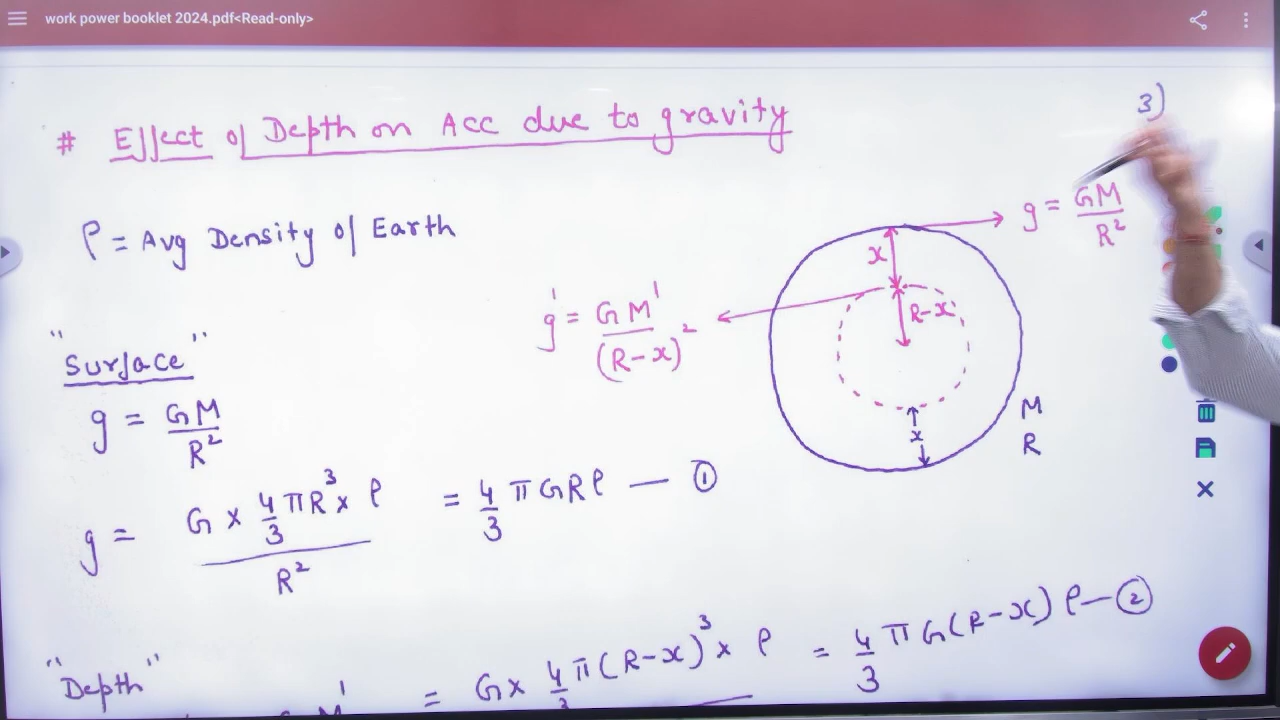 work power booklet 2024.pdf<Read-only>
3)
# Effect of Depth on Acc due to gravity
ρ = Avg Density of Earth
g = GM/R²
x
R-x
g' = GM'/(R-x)²
x
M
R
"Surface"
g = GM/R²
g = G × 4/3 πR³ × ρ / R² = 4/3 πGRρ — ①
"Depth"
G M' = G × 4/3 π(R-x)³ × ρ = 4/3 πG(R-x)ρ — ②